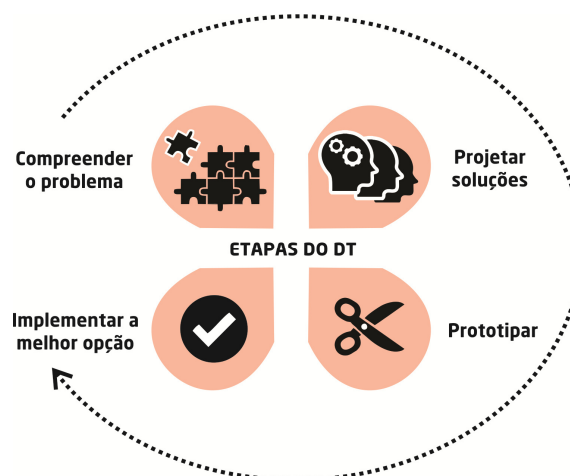 Compreender
o problema
Projetar
soluções
ETAPAS DO DT
Implementar a
melhor opção
Prototipar